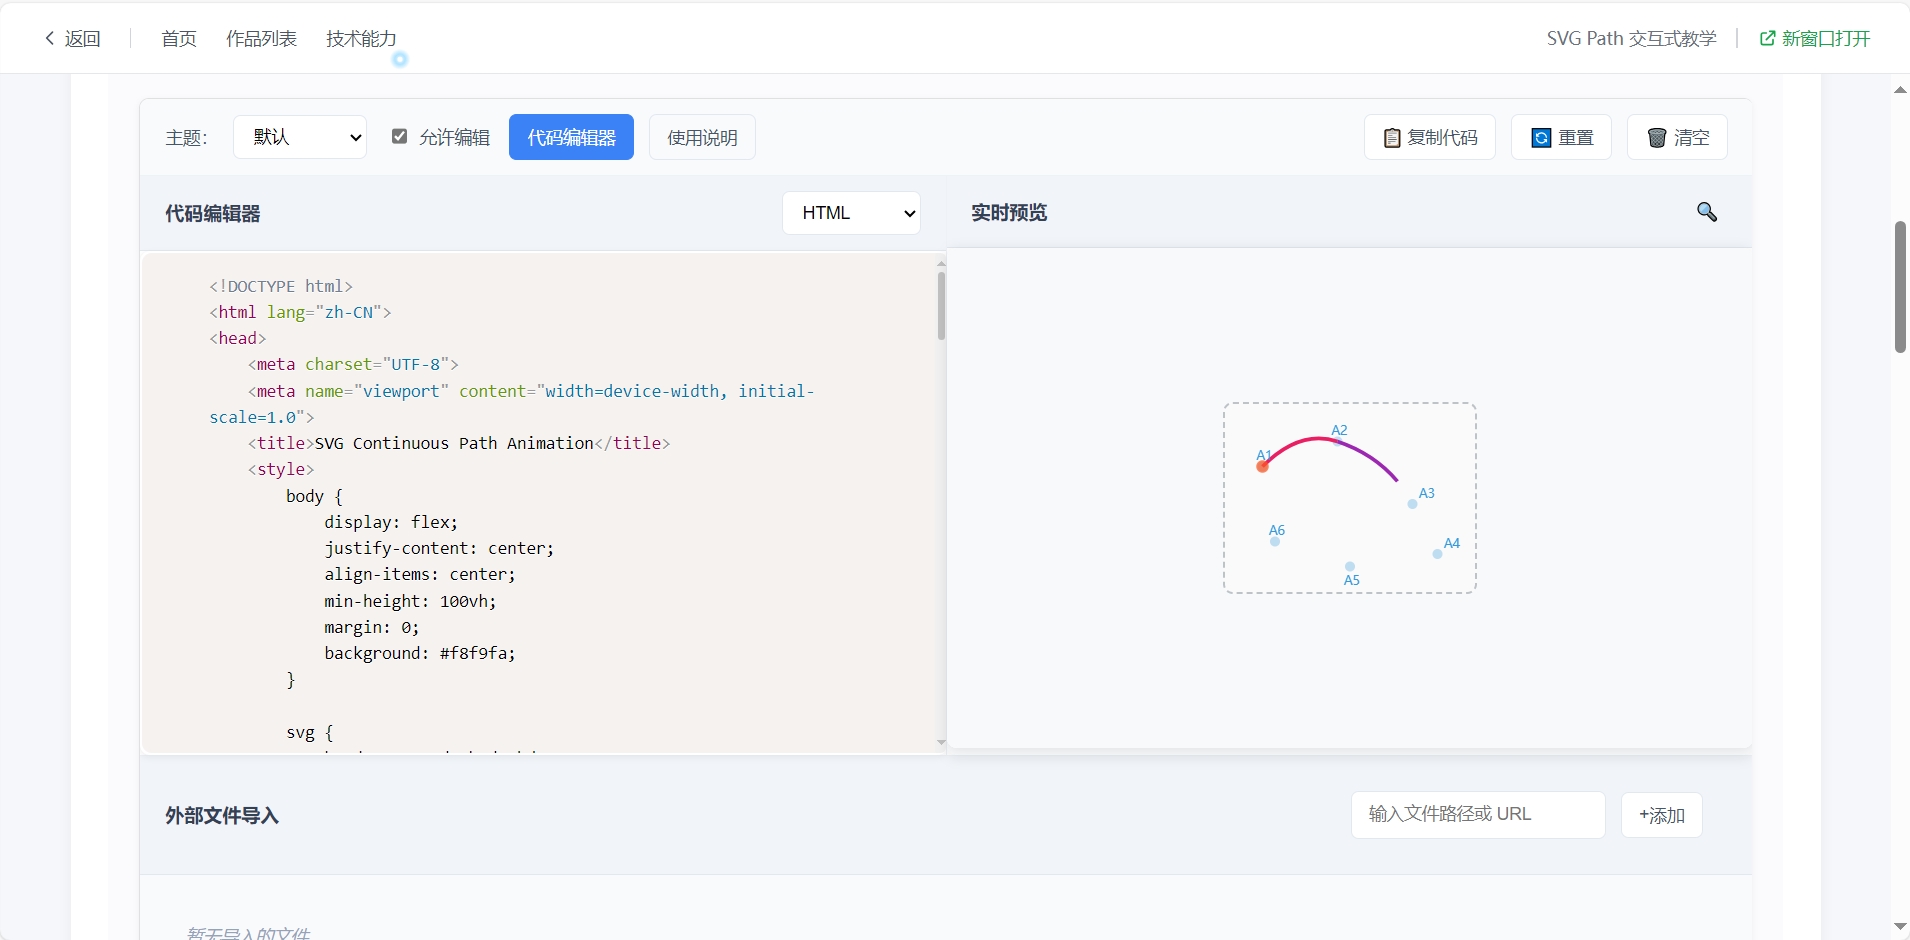 返回 首页 作品列表 技术能力 SVG Path 交互式教学 新窗口打开
主题: 默认 允许编辑 代码编辑器 使用说明 复制代码 重置 清空
代码编辑器 HTML 实时预览
<!DOCTYPE html>
<html lang="zh-CN">
<head>
    <meta charset="UTF-8">
    <meta name="viewport" content="width=device-width, initial-
scale=1.0">
    <title>SVG Continuous Path Animation</title>
    <style>
        body {
            display: flex;
            justify-content: center;
            align-items: center;
            min-height: 100vh;
            margin: 0;
            background: #f8f9fa;
        }
        svg {
A2
A1
A3
A6
A4
A5
外部文件导入 输入文件路径或 URL +添加
暂无导入的文件